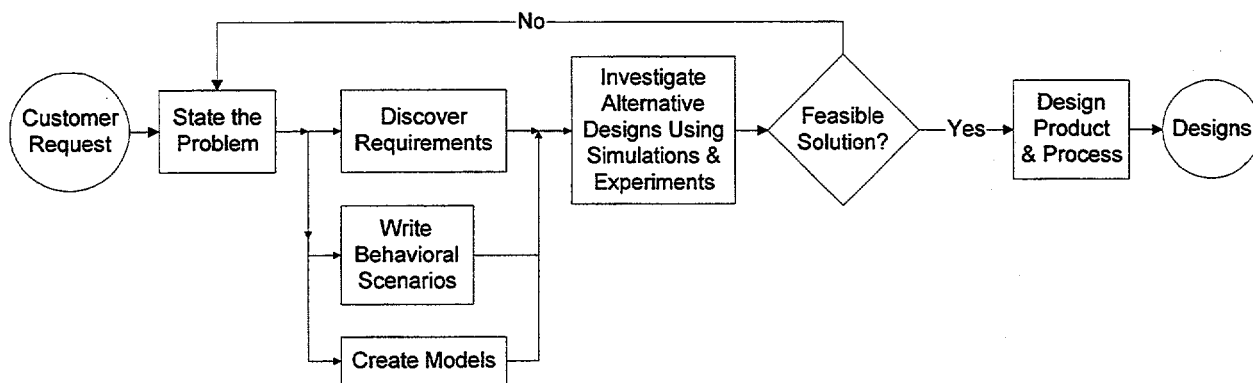 No
Customer
Request
State the
Problem
Discover
Requirements
Investigate
Alternative
Designs Using
Simulations &
Experiments
Feasible
Solution?
Yes
Design
Product
& Process
Designs
Write
Behavioral
Scenarios
Create Models